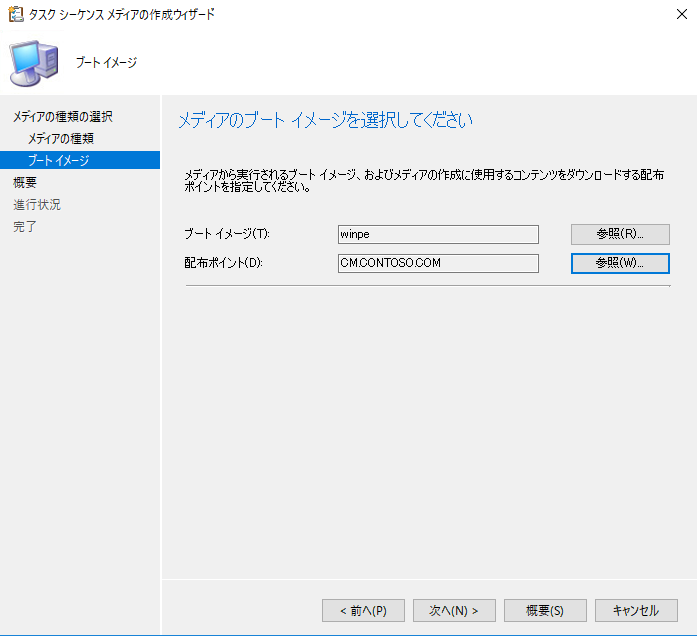 タスク シーケンス メディアの作成ウィザード
ブート イメージ
メディアの種類の選択
メディアの種類
ブート イメージ
概要
進行状況
完了
メディアのブート イメージを選択してください
メディアから実行されるブート イメージ、およびメディアの作成に使用するコンテンツをダウンロードする配布
ポイントを指定してください。
ブート イメージ(T): winpe 参照(R)...
配布ポイント(D): CM.CONTOSO.COM 参照(W)...
< 前へ(P) 次へ(N) > 概要(S) キャンセル